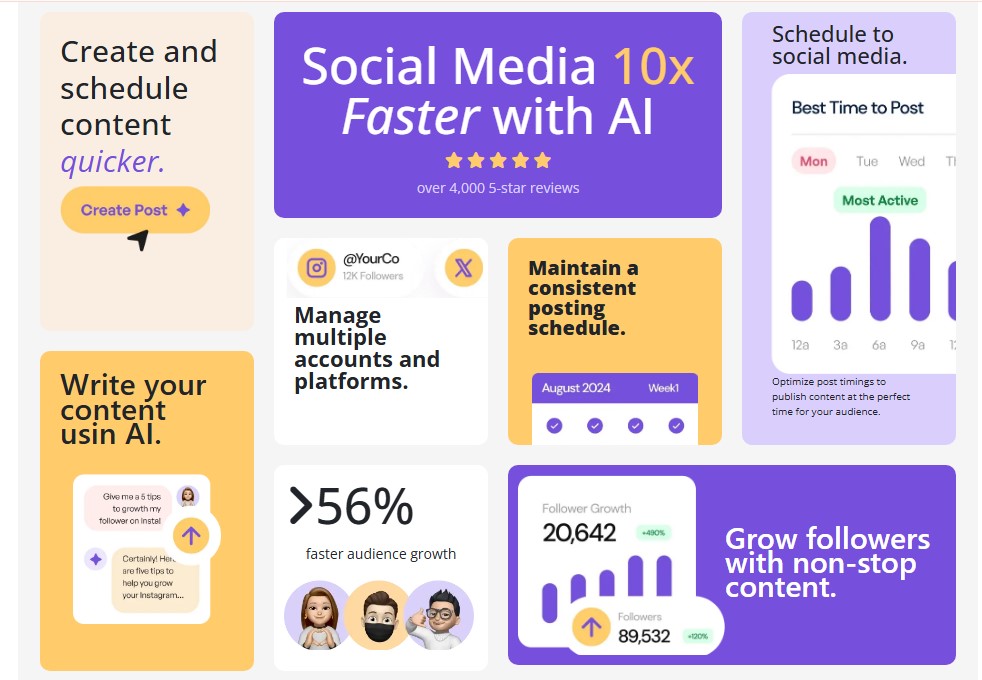 Create and
schedule
content
quicker.
Create Post
Social Media 10x
Faster with AI
over 4,000 5-star reviews
Schedule to
social media.
Best Time to Post
Mon Tue Wed
Most Active
12a 3a 6a 9a
Optimize post timings to
publish content at the perfect
time for your audience.
@YourCo
12K Followers
Manage
multiple
accounts and
platforms.
Maintain a
consistent
posting
schedule.
August 2024 Week1
Write your
content
usin AI.
Give me a 5 tips
to growth my
follower on Insta!
Certainly! Here
are five tips to
help you grow
your Instagram...
>56%
faster audience growth
Follower Growth
20,642 +490%
Followers
89,532 +120%
Grow followers
with non-stop
content.